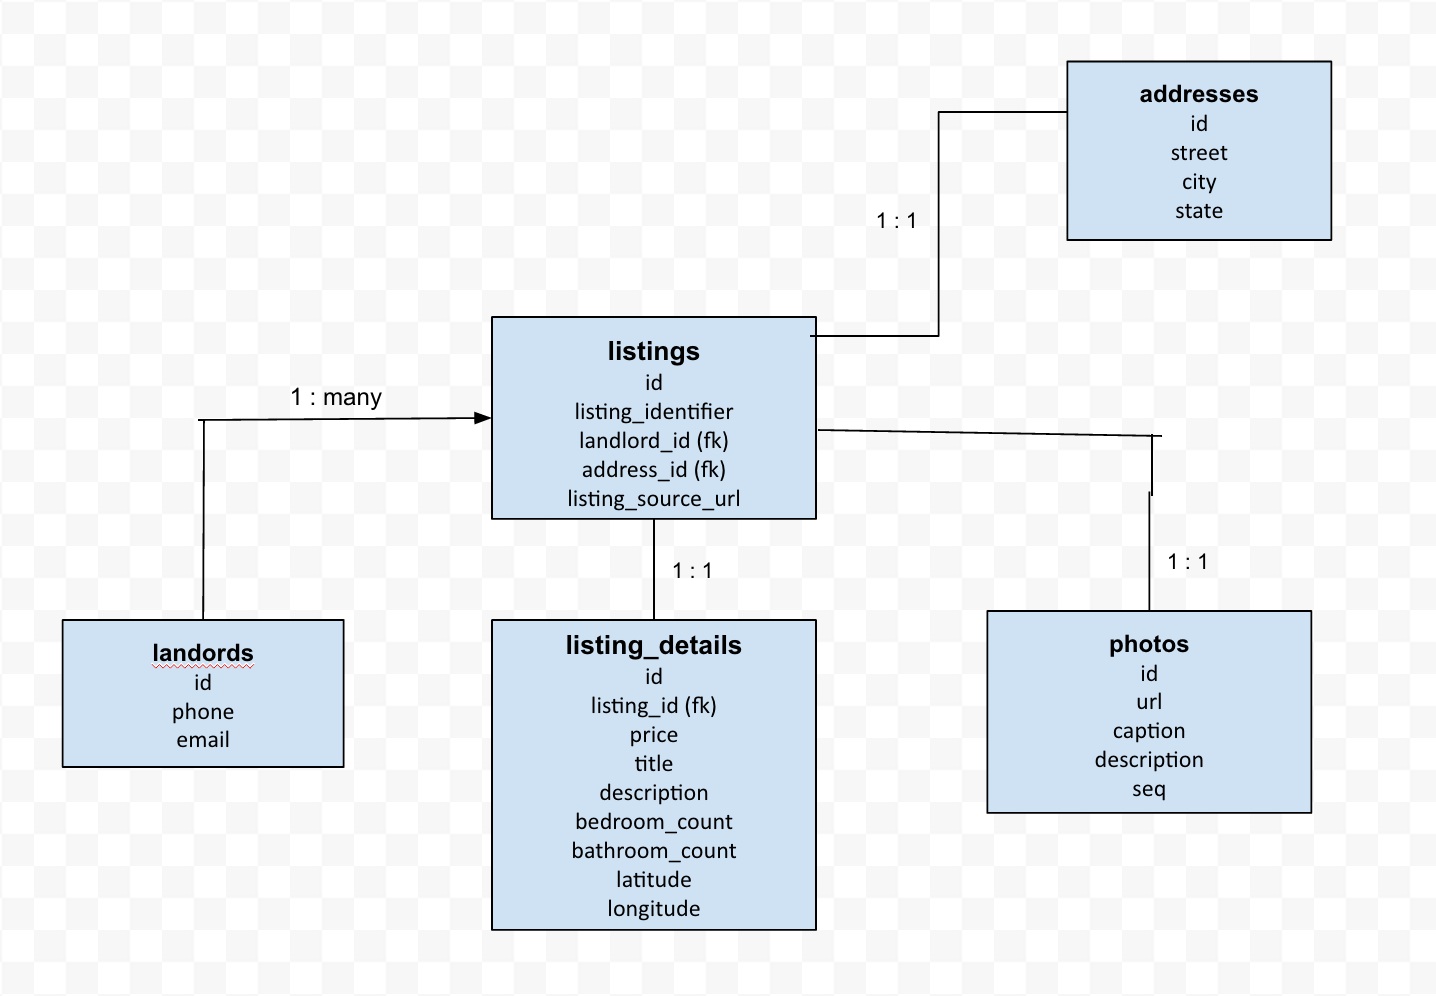 addresses
id
street
city
state
1 : 1
listings
id
listing_identifier
landlord_id (fk)
address_id (fk)
listing_source_url
1 : many
1 : 1
1 : 1
landords
id
phone
email
listing_details
id
listing_id (fk)
price
title
description
bedroom_count
bathroom_count
latitude
longitude
photos
id
url
caption
description
seq